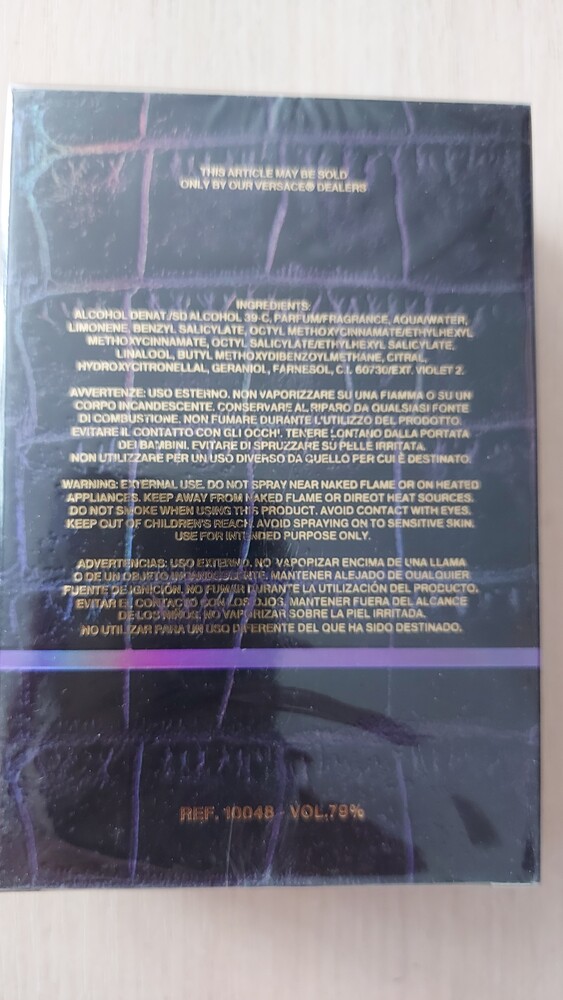 THIS ARTICLE MAY BE SOLD
ONLY BY OUR VERSACE® DEALERS
INGREDIENTS:
ALCOHOL DENAT./SD ALCOHOL 39-C, PARFUM/FRAGRANCE, AQUA/WATER,
LIMONENE, BENZYL SALICYLATE, OCTYL METHOXYCINNAMATE/ETHYLHEXYL
METHOXYCINNAMATE, OCTYL SALICYLATE/ETHYLHEXYL SALICYLATE,
LINALOOL, BUTYL METHOXYDIBENZOYLMETHANE, CITRAL,
HYDROXYCITRONELLAL, GERANIOL, FARNESOL, C.I. 60730/EXT. VIOLET 2.
AVVERTENZE: USO ESTERNO. NON VAPORIZZARE SU UNA FIAMMA O SU UN
CORPO INCANDESCENTE. CONSERVARE AL RIPARO DA QUALSIASI FONTE
DI COMBUSTIONE. NON FUMARE DURANTE L'UTILIZZO DEL PRODOTTO.
EVITARE IL CONTATTO CON GLI OCCHI. TENERE LONTANO DALLA PORTATA
DEI BAMBINI. EVITARE DI SPRUZZARE SU PELLE IRRITATA.
NON UTILIZZARE PER UN USO DIVERSO DA QUELLO PER CUI È DESTINATO.
WARNING: EXTERNAL USE. DO NOT SPRAY NEAR NAKED FLAME OR ON HEATED
APPLIANCES. KEEP AWAY FROM NAKED FLAME OR DIRECT HEAT SOURCES.
DO NOT SMOKE WHEN USING THIS PRODUCT. AVOID CONTACT WITH EYES.
KEEP OUT OF CHILDREN'S REACH. AVOID SPRAYING ON TO SENSITIVE SKIN.
USE FOR INTENDED PURPOSE ONLY.
ADVERTENCIAS: USO EXTERNO. NO VAPORIZAR ENCIMA DE UNA LLAMA
O DE UN OBJETO INCANDESCENTE. MANTENER ALEJADO DE QUALQUIER
FUENTE DE IGNICIÓN. NO FUMAR DURANTE LA UTILIZACIÓN DEL PRODUCTO.
EVITAR EL CONTACTO CON LOS OJOS. MANTENER FUERA DEL ALCANCE
DE LOS NIÑOS. NO VAPORIZAR SOBRE LA PIEL IRRITADA.
NO UTILIZAR PARA UN USO DIFERENTE DEL QUE HA SIDO DESTINADO.
REF. 10048 VOL.79%